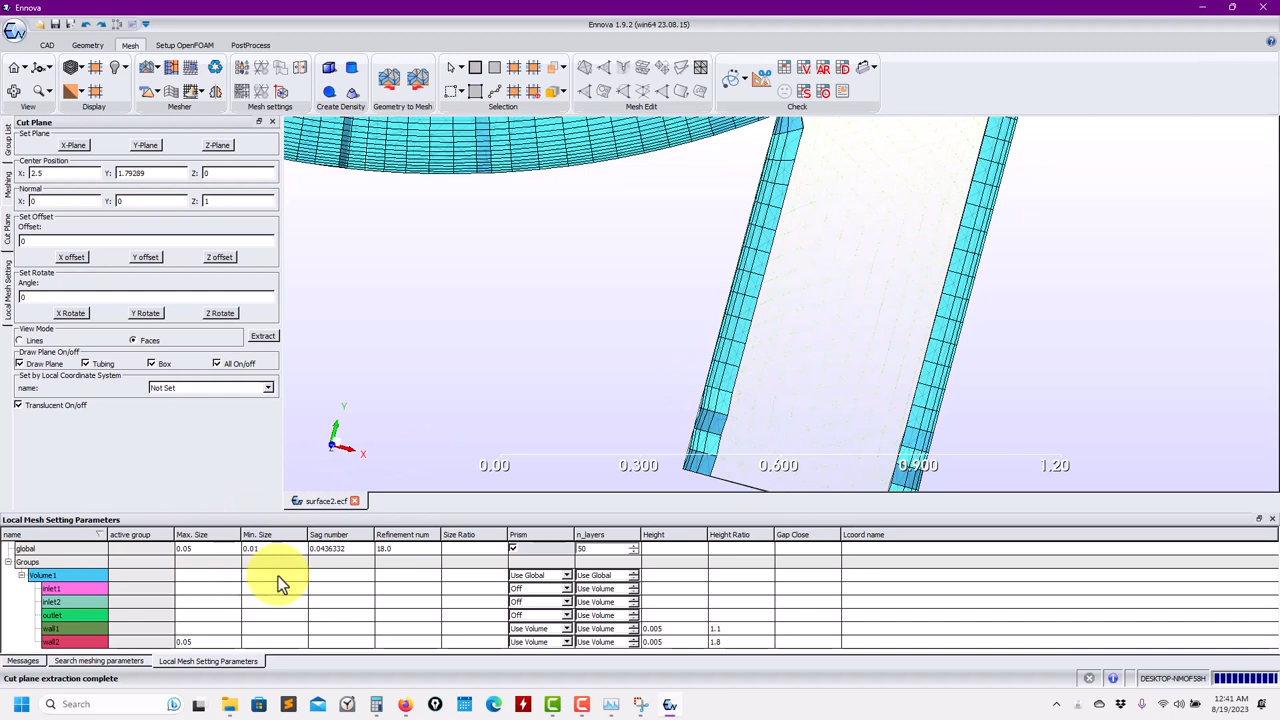 Ennova
Ennova 1.9.2 (win64 23.08.15)
CAD Geometry Mesh Setup OpenFOAM PostProcess
View Display Mesher Mesh settings Create Density Geometry to Mesh Selection Mesh Edit Check
Cut Plane
Set Plane
X-Plane Y-Plane Z-Plane
Center Position
X: 2.5 Y: 1.79289 Z: 0
Normal
X: 0 Y: 0 Z: 1
Set Offset
Offset:
0
X offset Y offset Z offset
Set Rotate
Angle:
0
X Rotate Y Rotate Z Rotate
View Mode
Lines Faces Extract
Draw Plane On/off
Draw Plane Tubing Box All On/off
Set by Local Coordinate System
name: Not Set
Translucent On/off
Group List
Meshing
Cut Plane
Local Mesh Setting
Y
X
0.00 0.300 0.600 0.900 1.20
surface2.ecf
Local Mesh Setting Parameters
name active group Max. Size Min. Size Sag number Refinement num Size Ratio Prism n_layers Height Height Ratio Gap Close Lcoord name
global 0.05 0.01 0.0436332 18.0 50
Groups
Volume1 Use Global Use Global
inlet1 Off Use Volume
inlet2 Off Use Volume
outlet Off Use Volume
wall1 Use Volume Use Volume 0.005 1.1
wall2 0.05 Use Volume Use Volume 0.005 1.8
Messages Search meshing parameters Local Mesh Setting Parameters
Cut plane extraction complete DESKTOP-NMOF5BH
Search
12:41 AM
8/19/2023